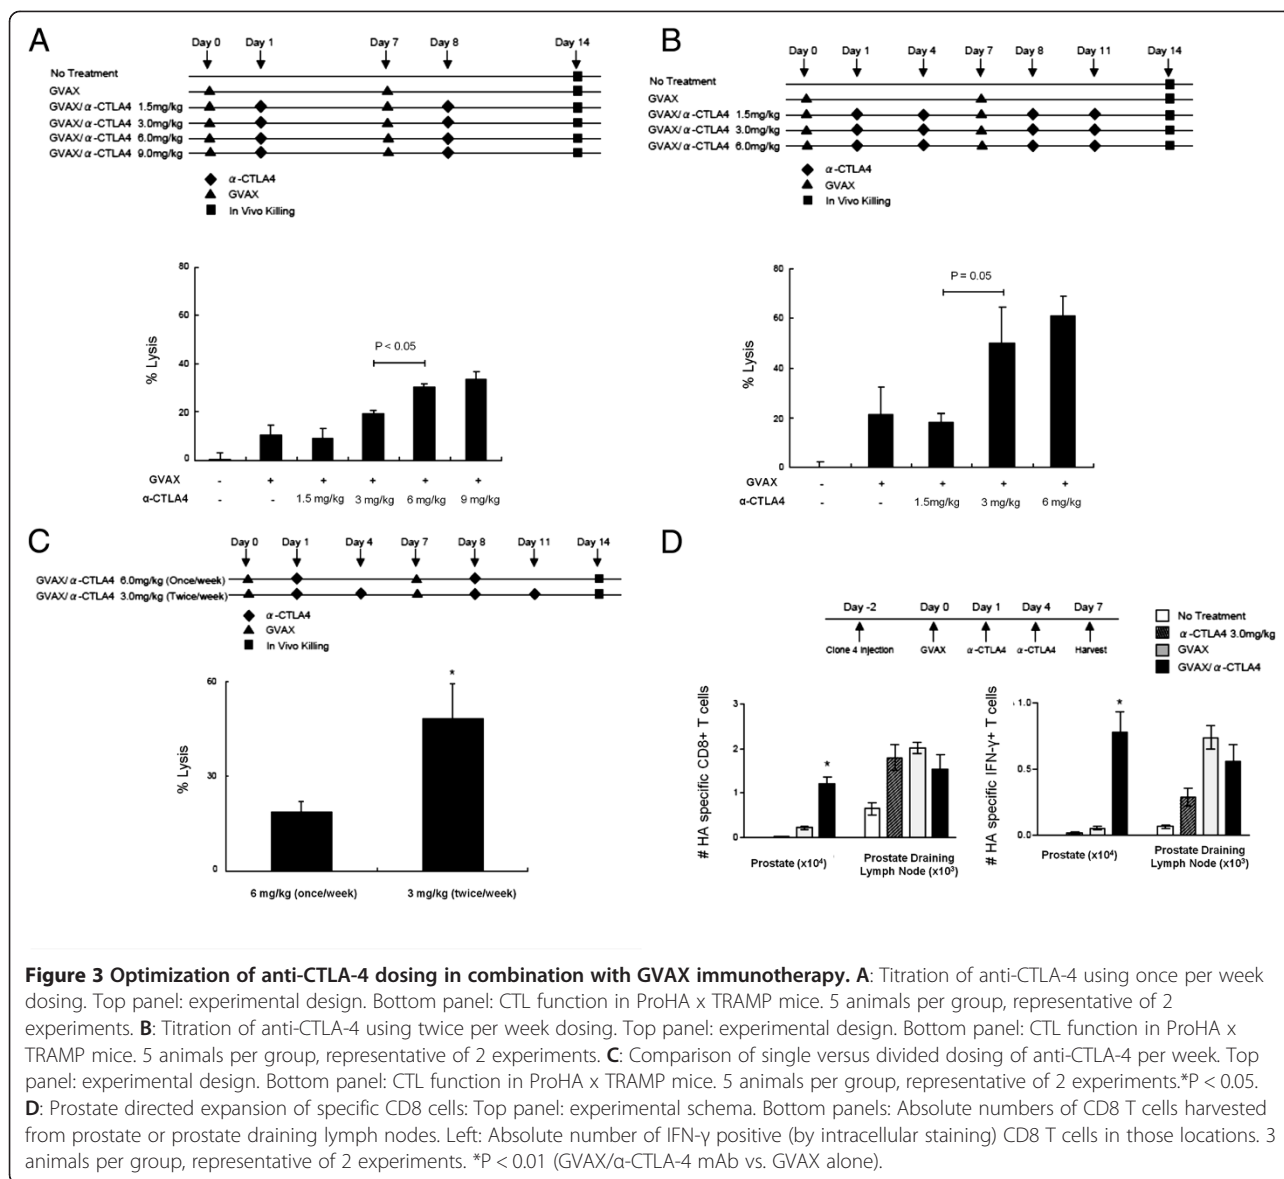 A
Day 0 Day 1 Day 7 Day 8 Day 14
No Treatment
GVAX
GVAX/α-CTLA4 1.5mg/kg
GVAX/α-CTLA4 3.0mg/kg
GVAX/α-CTLA4 6.0mg/kg
GVAX/α-CTLA4 9.0mg/kg
α-CTLA4
GVAX
In Vivo Killing
% Lysis
80
60
40
20
0
P < 0.05
GVAX - + + + + +
α-CTLA4 - - 1.5 mg/kg 3 mg/kg 6 mg/kg 9 mg/kg
B
Day 0 Day 1 Day 4 Day 7 Day 8 Day 11 Day 14
No Treatment
GVAX
GVAX/α-CTLA4 1.5mg/kg
GVAX/α-CTLA4 3.0mg/kg
GVAX/α-CTLA4 6.0mg/kg
α-CTLA4
GVAX
In Vivo Killing
% Lysis
80
60
40
20
0
P = 0.05
GVAX - + + + +
α-CTLA4 - - 1.5mg/kg 3 mg/kg 6 mg/kg
C
Day 0 Day 1 Day 4 Day 7 Day 8 Day 11 Day 14
GVAX/α-CTLA4 6.0mg/kg (Once/week)
GVAX/α-CTLA4 3.0mg/kg (Twice/week)
α-CTLA4
GVAX
In Vivo Killing
% Lysis
60
30
0
*
6 mg/kg (once/week) 3 mg/kg (twice/week)
D
Day -2 Day 0 Day 1 Day 4 Day 7
Clone 4 Injection GVAX α-CTLA4 α-CTLA4 Harvest
No Treatment
α-CTLA4 3.0mg/kg
GVAX
GVAX/α-CTLA4
# HA specific CD8+ T cells
3
2
1
0
*
Prostate (x10⁴) Prostate Draining
Lymph Node (x10³)
# HA specific IFN-γ+ T cells
1.0
0.5
0.0
*
Prostate (x10⁴) Prostate Draining
Lymph Node (x10³)
Figure 3 Optimization of anti-CTLA-4 dosing in combination with GVAX immunotherapy. A: Titration of anti-CTLA-4 using once per week
dosing. Top panel: experimental design. Bottom panel: CTL function in ProHA x TRAMP mice. 5 animals per group, representative of 2
experiments. B: Titration of anti-CTLA-4 using twice per week dosing. Top panel: experimental design. Bottom panel: CTL function in ProHA x
TRAMP mice. 5 animals per group, representative of 2 experiments. C: Comparison of single versus divided dosing of anti-CTLA-4 per week. Top
panel: experimental design. Bottom panel: CTL function in ProHA x TRAMP mice. 5 animals per group, representative of 2 experiments.*P < 0.05.
D: Prostate directed expansion of specific CD8 cells: Top panel: experimental schema. Bottom panels: Absolute numbers of CD8 T cells harvested
from prostate or prostate draining lymph nodes. Left: Absolute number of IFN-γ positive (by intracellular staining) CD8 T cells in those locations. 3
animals per group, representative of 2 experiments. *P < 0.01 (GVAX/α-CTLA-4 mAb vs. GVAX alone).